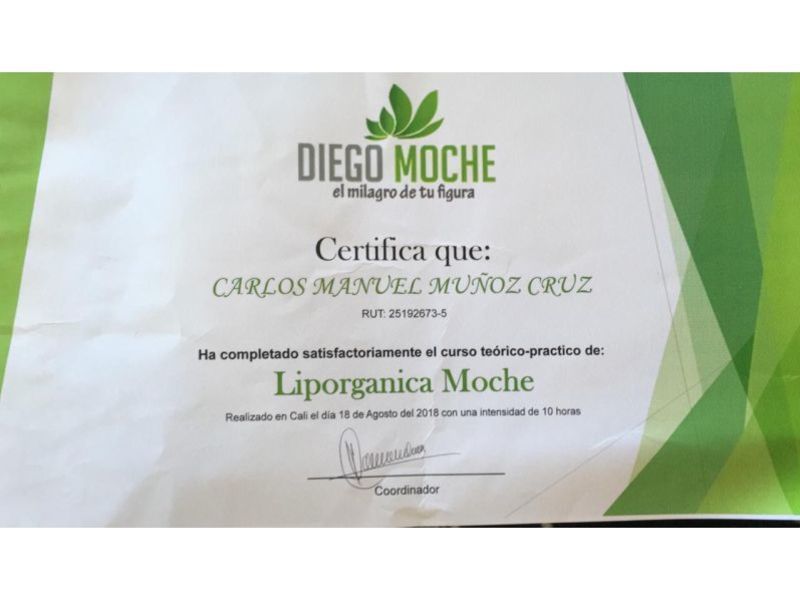 DIEGO MOCHE
el milagro de tu figura
Certifica que:
CARLOS MANUEL MUÑOZ CRUZ
RUT: 25192673-5
Ha completado satisfactoriamente el curso teórico-practico de:
Liporganica Moche
Realizado en Cali el día 18 de Agosto del 2018 con una intensidad de 10 horas
Coordinador